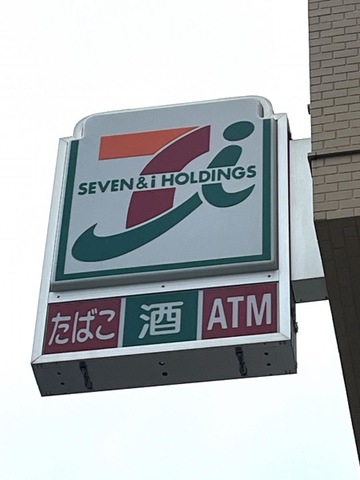 SEVEN & i HOLDINGS
たばこ 酒 ATM